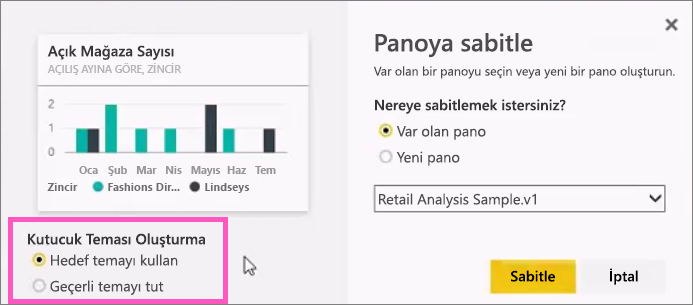 Açık Mağaza Sayısı
AÇILIŞ AYINA GÖRE, ZİNCİR
2
1
0
Oca Şub Mar Nis Mayıs Haz Tem
Zincir Fashions Dir... Lindseys
Kutucuk Teması Oluşturma
Hedef temayı kullan
Geçerli temayı tut
Panoya sabitle
Var olan bir panoyu seçin veya yeni bir pano oluşturun.
Nereye sabitlemek istersiniz?
Var olan pano
Yeni pano
Retail Analysis Sample.v1
Sabitle İptal